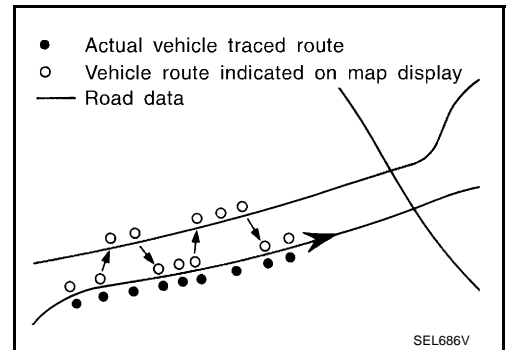 Actual vehicle traced route
Vehicle route indicated on map display
Road data
SEL686V